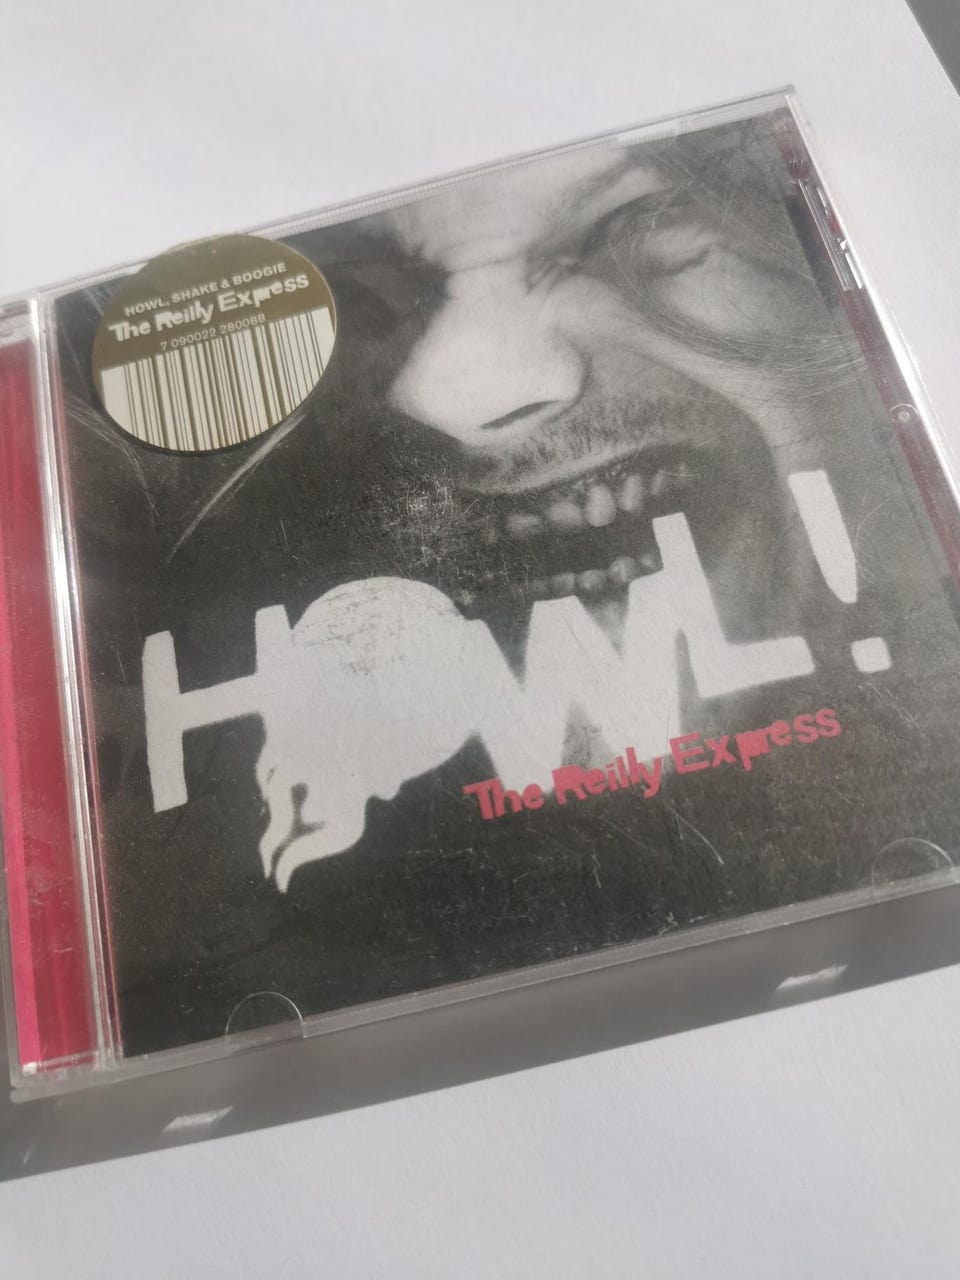 HOWL, SHAKE & BOOGIE
The Reilly Express
7 090022 280088
HOWL!
The Reilly Express